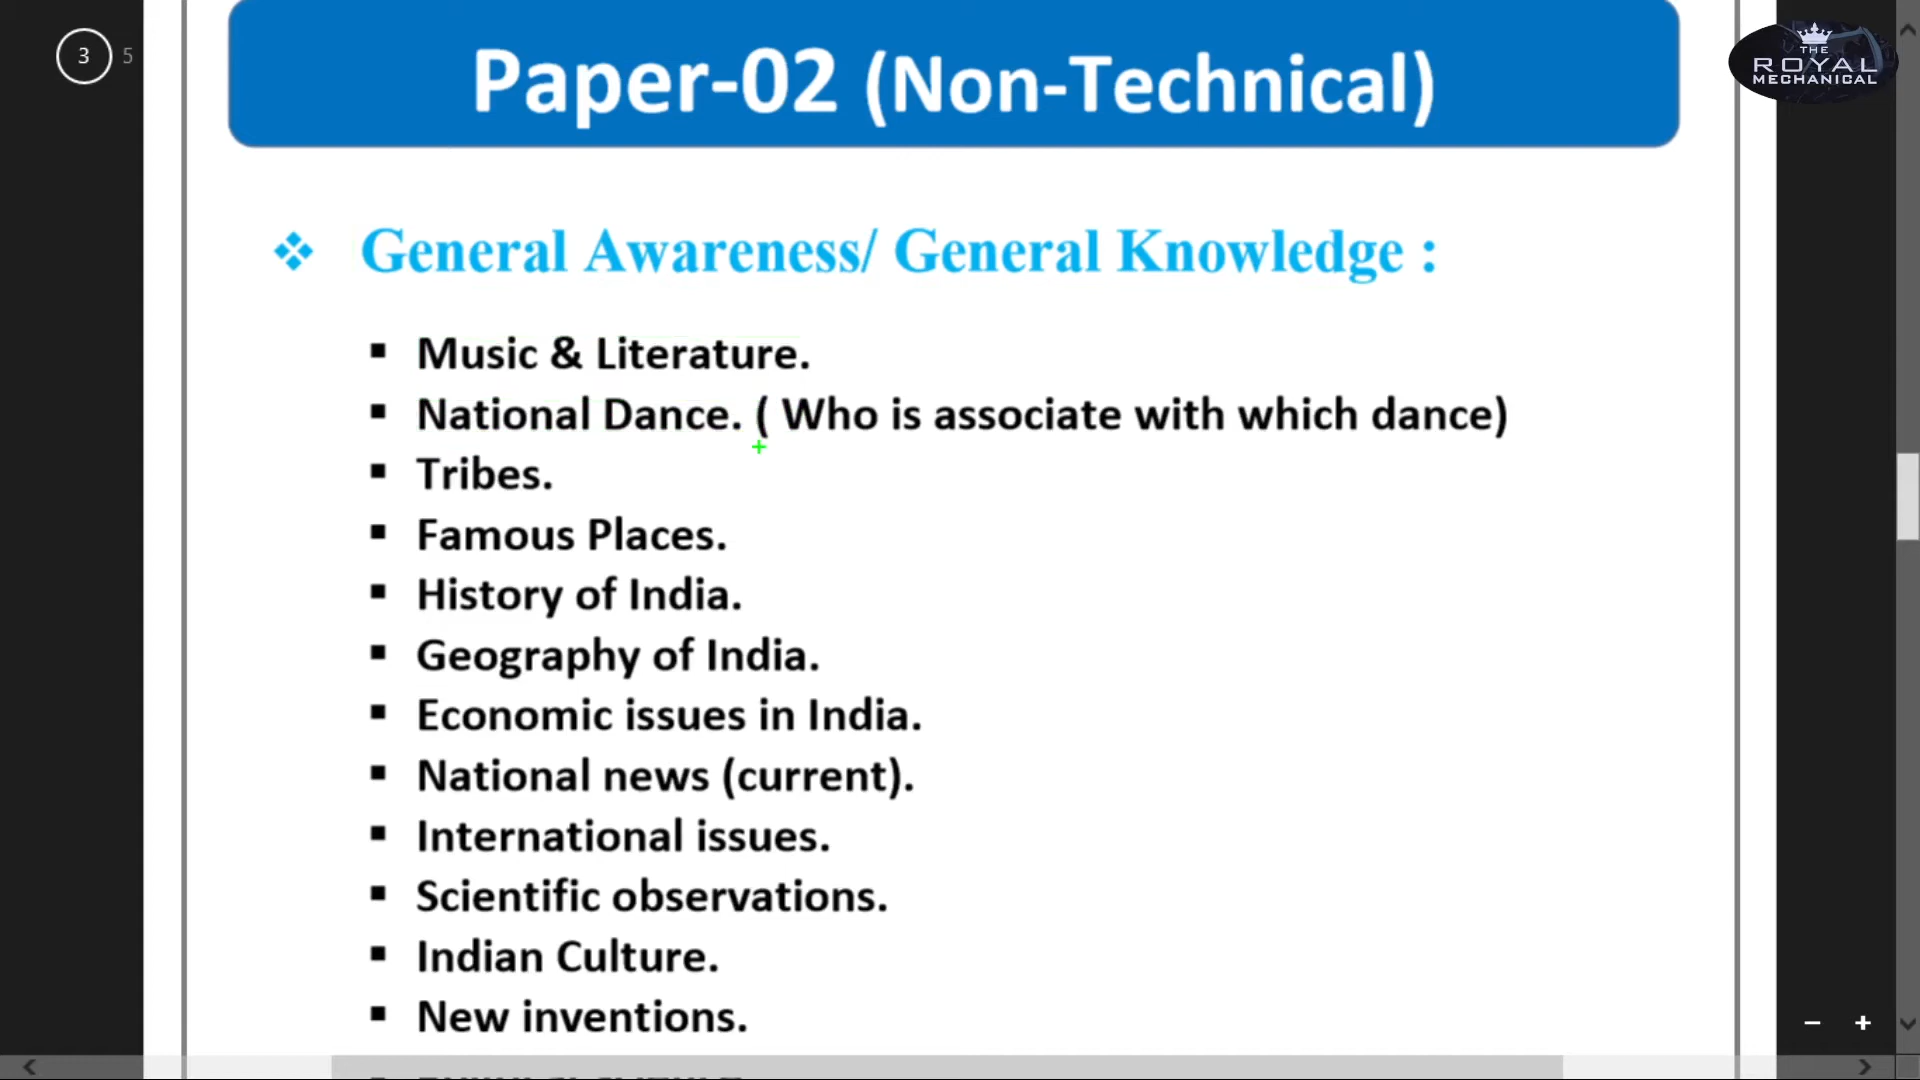 3 5
THE
ROYAL
MECHANICAL
Paper-02 (Non-Technical)
General Awareness/ General Knowledge :
Music & Literature.
National Dance. ( Who is associate with which dance)
Tribes.
Famous Places.
History of India.
Geography of India.
Economic issues in India.
National news (current).
International issues.
Scientific observations.
Indian Culture.
New inventions.